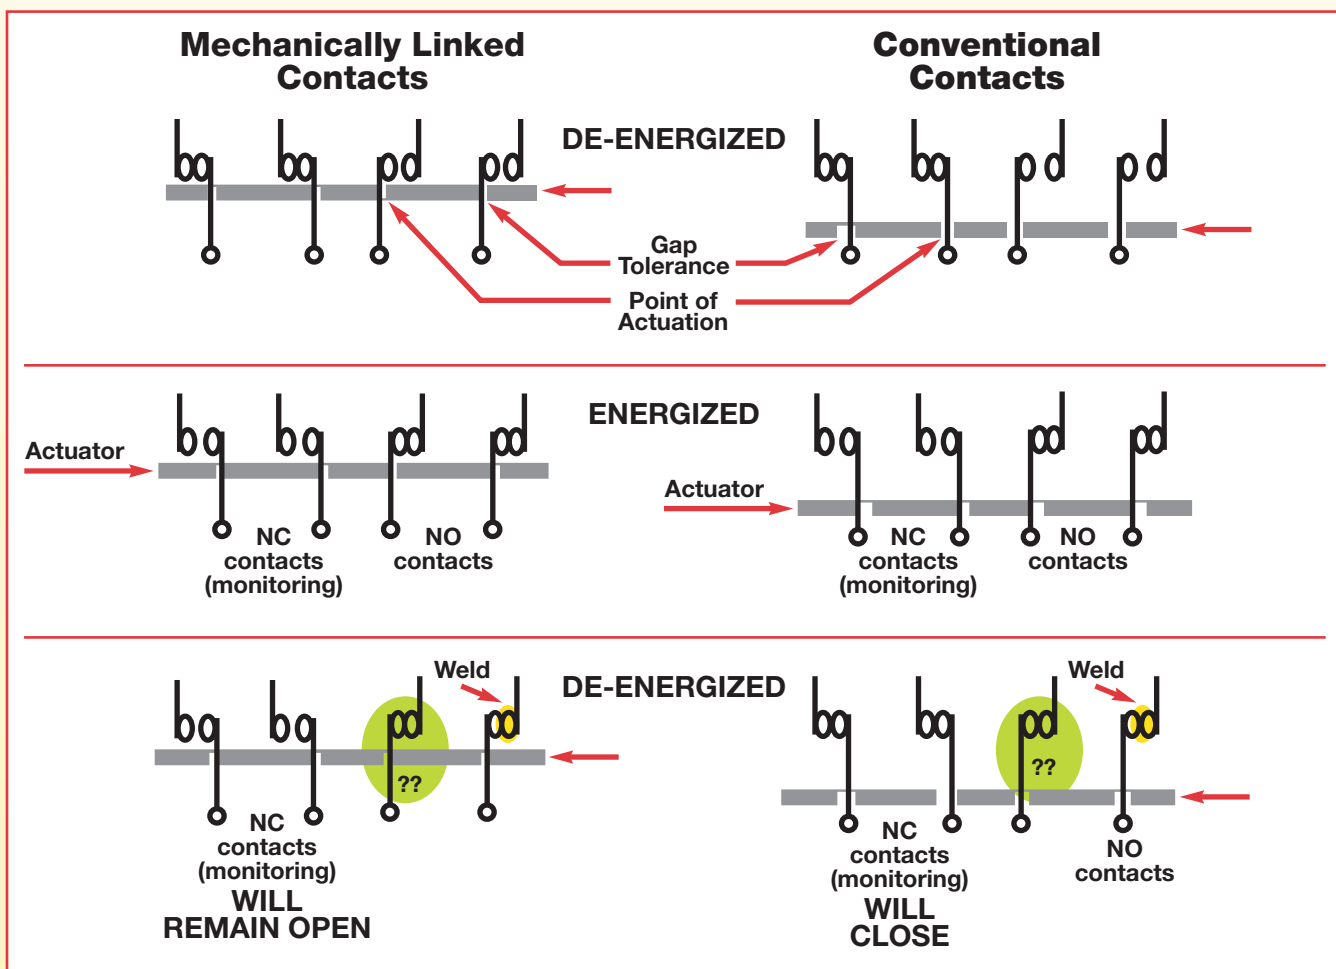 Mechanically Linked
Contacts
Conventional
Contacts
DE-ENERGIZED
Gap
Tolerance
Point of
Actuation
ENERGIZED
Actuator
NC
contacts
(monitoring)
NO
contacts
Actuator
NC
contacts
(monitoring)
NO
contacts
DE-ENERGIZED
Weld
??
NC
contacts
(monitoring)
WILL
REMAIN OPEN
Weld
??
NC
contacts
(monitoring)
WILL
CLOSE
NO
contacts